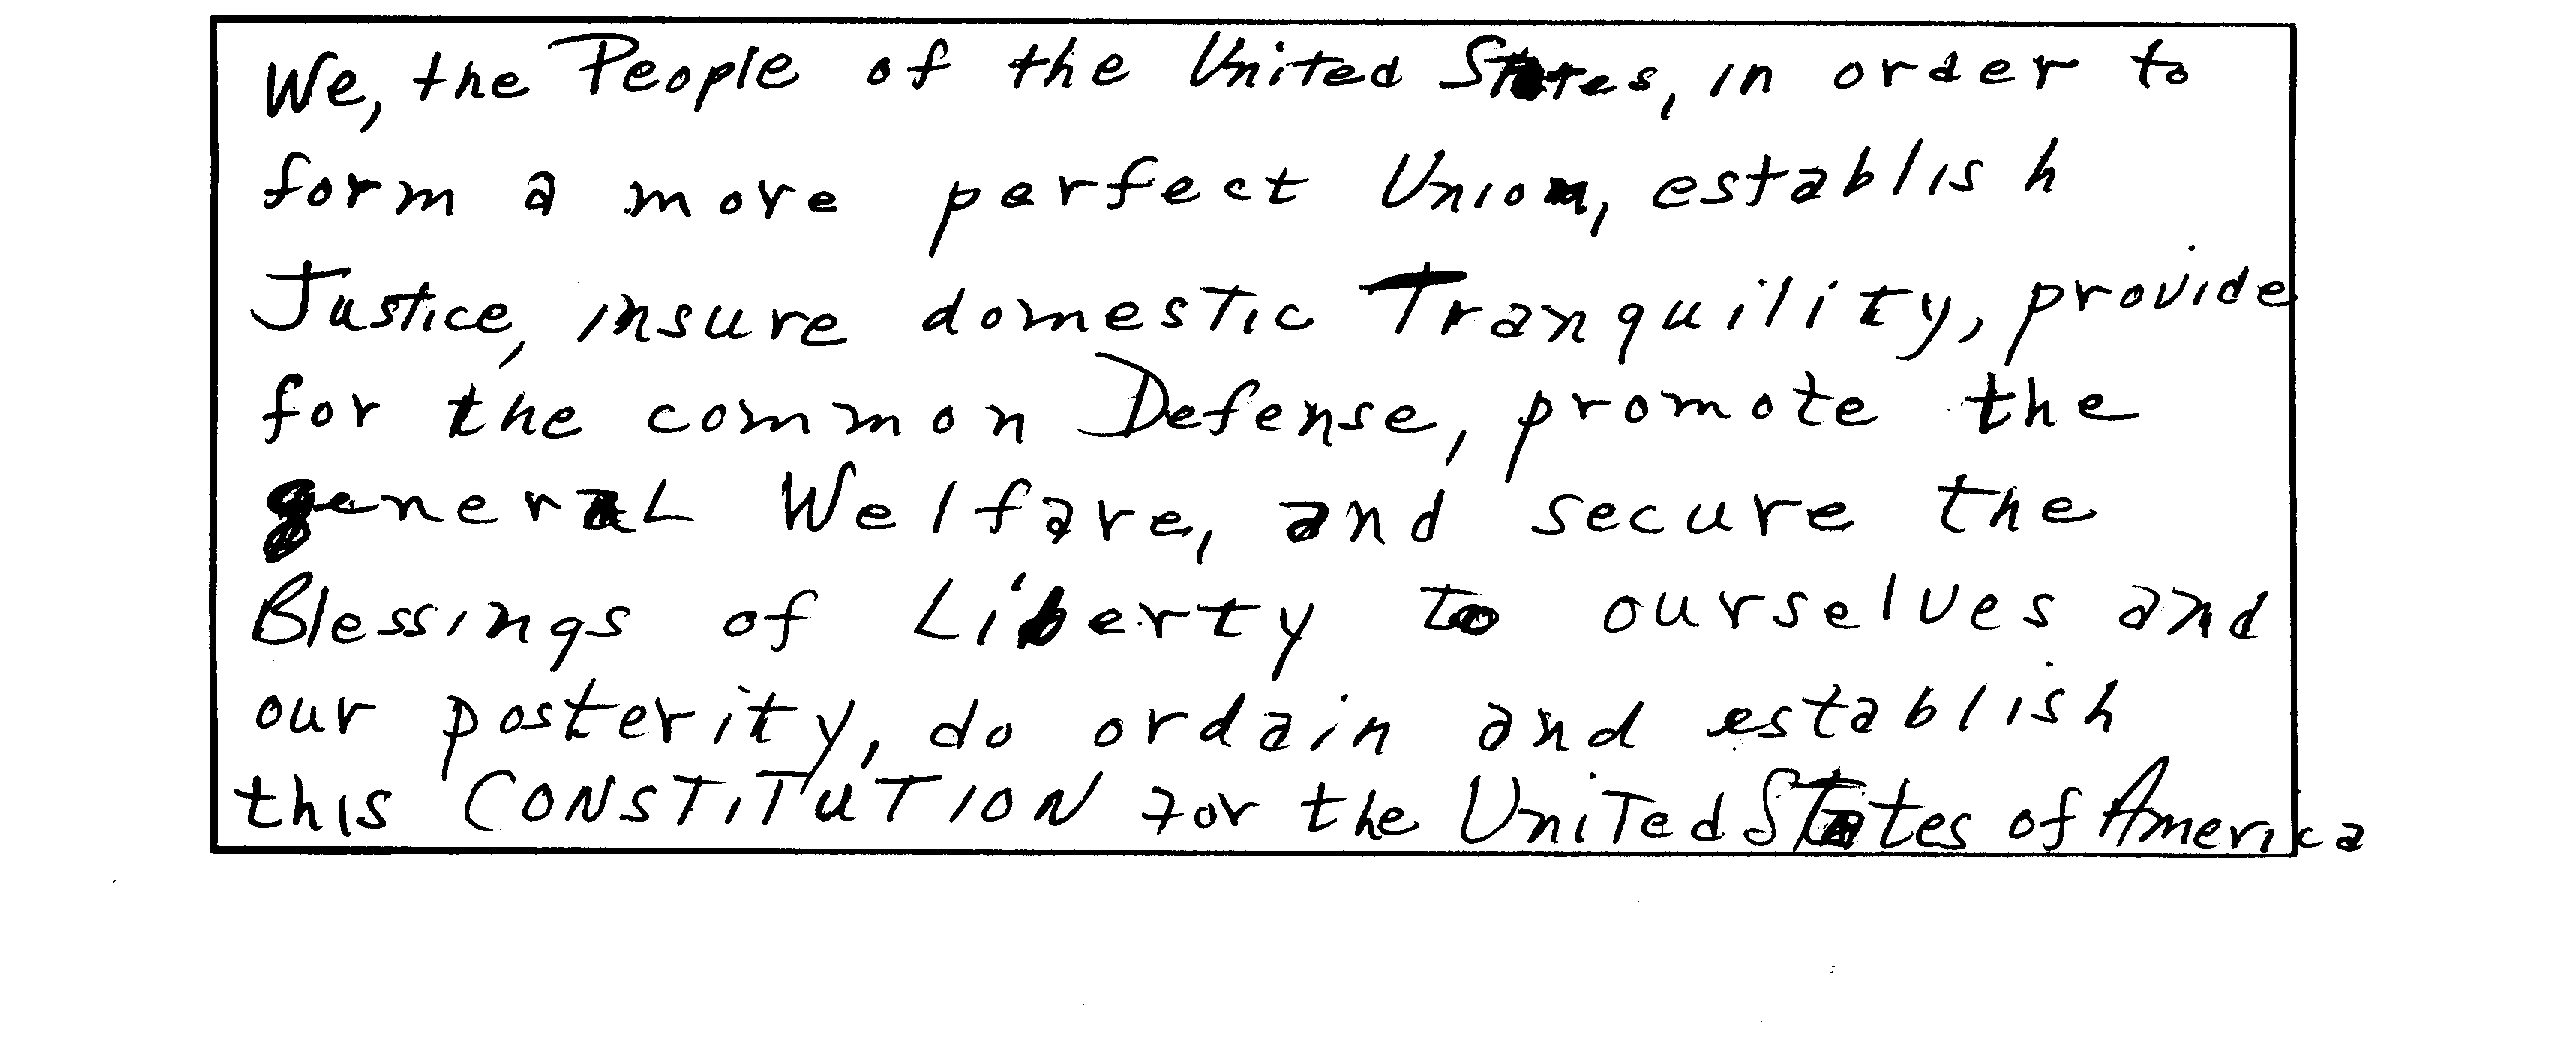 We, the People of the United States, in order to
form a more perfect Union, establish
Justice, insure domestic Tranquility, provide
for the common Defense, promote the
general Welfare, and secure the
Blessings of Liberty to ourselves and
our posterity, do ordain and establish
this CONSTITUTION for the United States of America